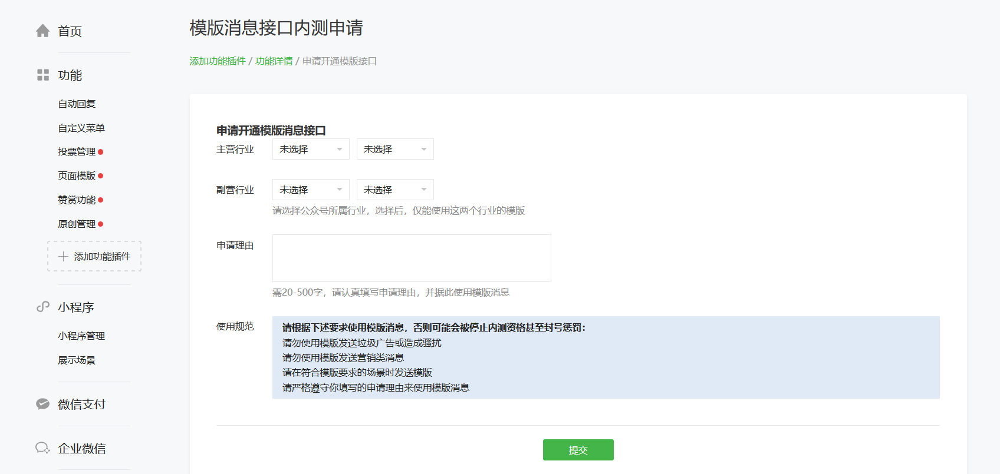 首页
功能
自动回复
自定义菜单
投票管理
页面模版
赞赏功能
原创管理
添加功能插件
小程序
小程序管理
展示场景
微信支付
企业微信
模版消息接口内测申请
添加功能插件 / 功能详情 / 申请开通模版接口
申请开通模版消息接口
主营行业 未选择 未选择
副营行业 未选择 未选择
请选择公众号所属行业，选择后，仅能使用这两个行业的模版
申请理由
需20-500字，请认真填写申请理由，并据此使用模版消息
使用规范
请根据下述要求使用模版消息，否则可能会被停止内测资格甚至封号惩罚：
请勿使用模版发送垃圾广告或造成骚扰
请勿使用模版发送营销类消息
请在符合模版要求的场景时发送模版
请严格遵守你填写的申请理由来使用模版消息
提交